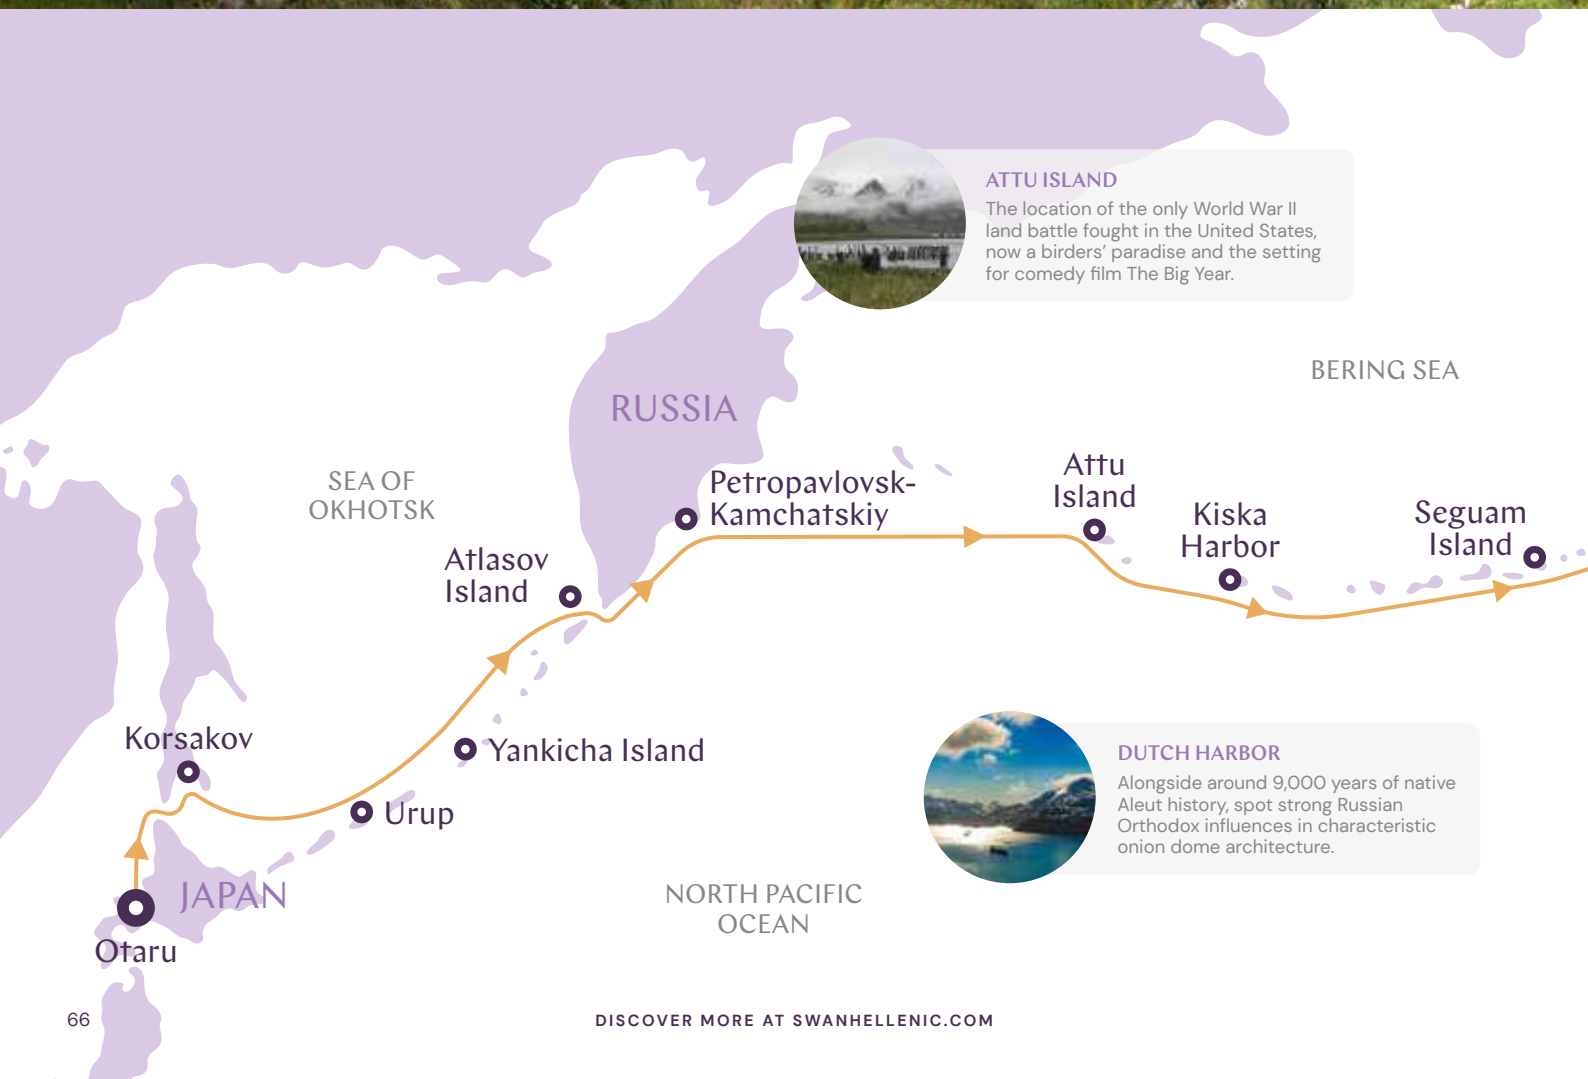 ATTU ISLAND
The location of the only World War II
land battle fought in the United States,
now a birders’ paradise and the setting
for comedy film The Big Year.
BERING SEA
RUSSIA
SEA OF
OKHOTSK
Petropavlovsk-
Kamchatskiy
Attu
Island
Kiska
Harbor
Seguam
Island
Atlasov
Island
Korsakov
Yankicha Island
Urup
DUTCH HARBOR
Alongside around 9,000 years of native
Aleut history, spot strong Russian
Orthodox influences in characteristic
onion dome architecture.
JAPAN
NORTH PACIFIC
OCEAN
Otaru
66
DISCOVER MORE AT SWANHELLENIC.COM